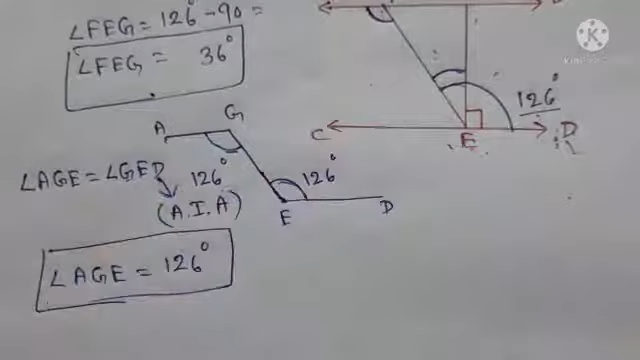 ∠FEG = 126° - 90 =
∠FEG = 36°
126°
C
E
D
A
G
∠AGE = ∠GED
126°
126°
(A.I.A)
E
D
∠AGE = 126°